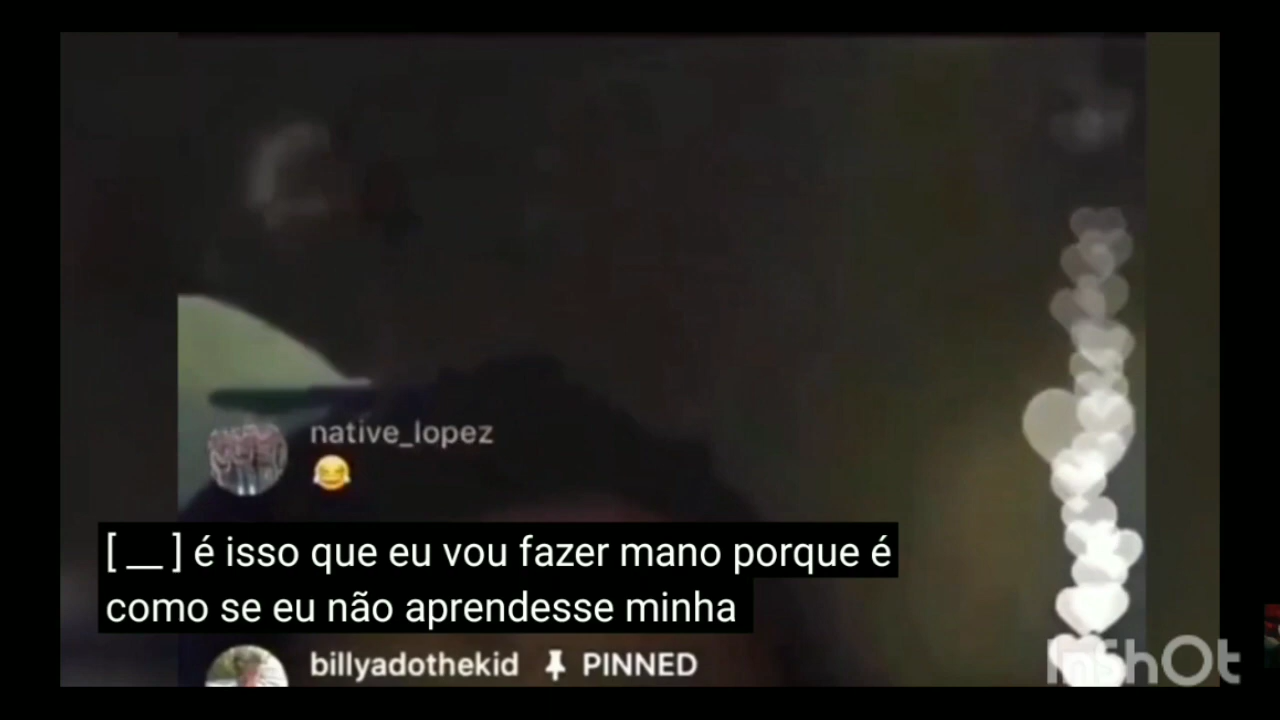 native_lopez
😂
[ __ ] é isso que eu vou fazer mano porque é
como se eu não aprendesse minha
billyadothekid 📌 PINNED
InShOt